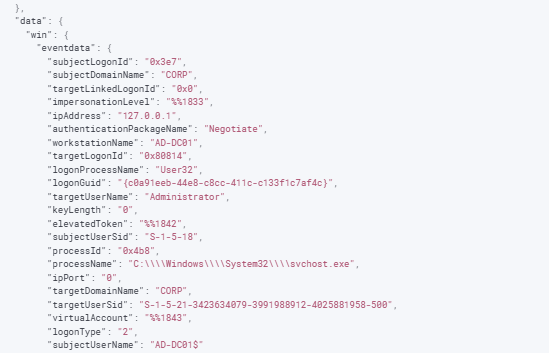 },
"data": {
"win": {
"eventdata": {
"subjectLogonId": "0x3e7",
"subjectDomainName": "CORP",
"targetLinkedLogonId": "0x0",
"impersonationLevel": "%%1833",
"ipAddress": "127.0.0.1",
"authenticationPackageName": "Negotiate",
"workstationName": "AD-DC01",
"targetLogonId": "0x80814",
"logonProcessName": "User32",
"logonGuid": "{c0a91eeb-44e8-c8cc-411c-c133f1c7af4c}",
"targetUserName": "Administrator",
"keyLength": "0",
"elevatedToken": "%%1842",
"subjectUserSid": "S-1-5-18",
"processId": "0x4b8",
"processName": "C:\\\\Windows\\\\System32\\\\svchost.exe",
"ipPort": "0",
"targetDomainName": "CORP",
"targetUserSid": "S-1-5-21-3423634079-3991988912-4025881958-500",
"virtualAccount": "%%1843",
"logonType": "2",
"subjectUserName": "AD-DC01$"